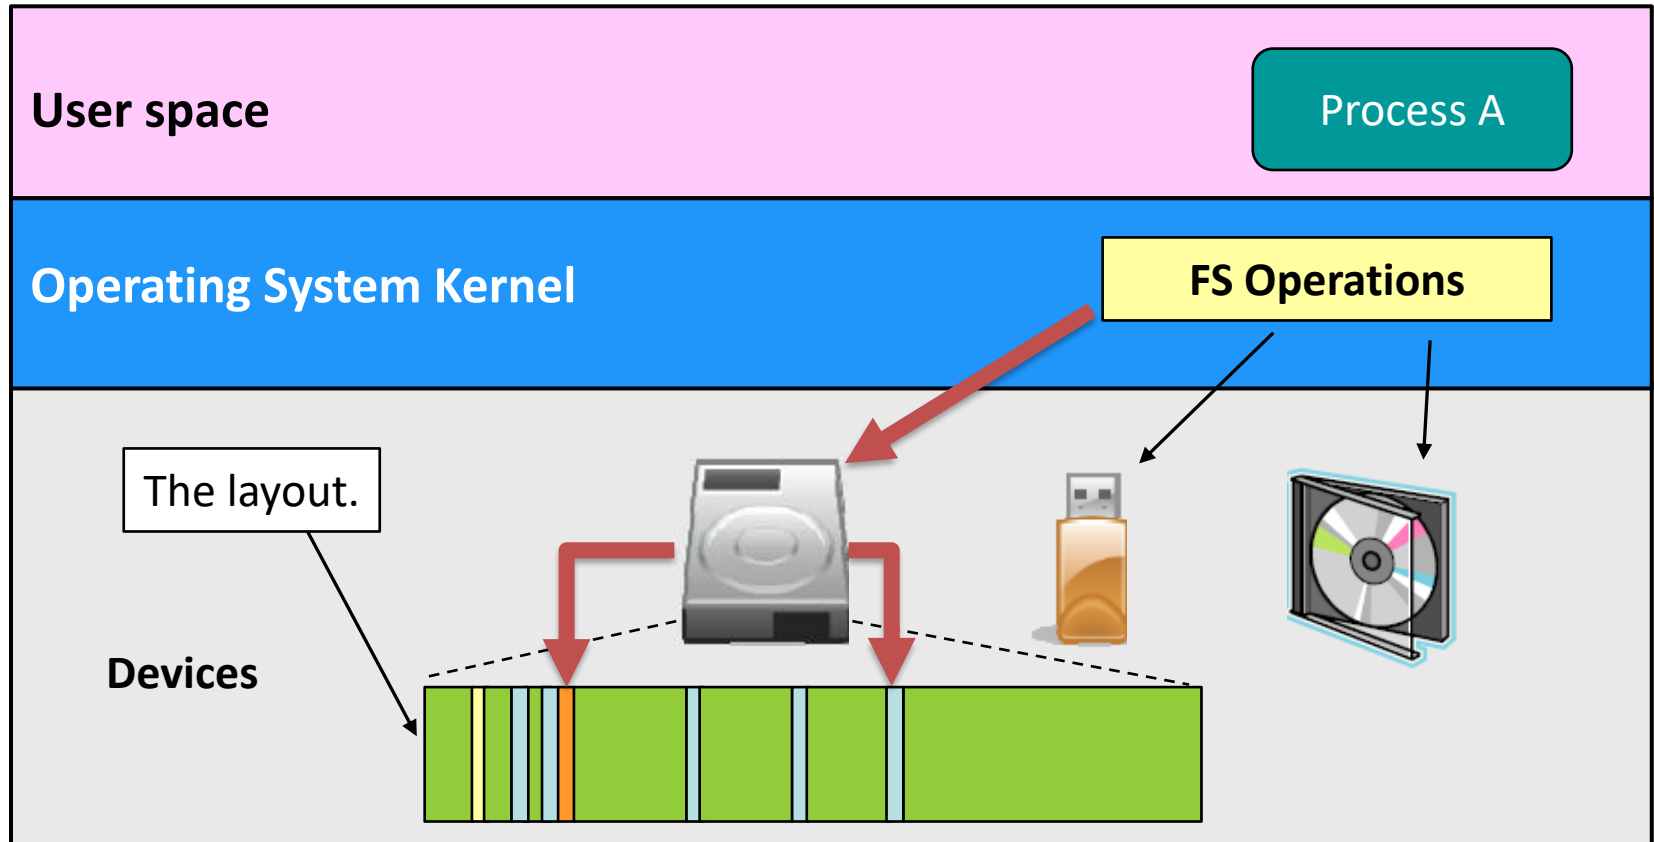 User space
Process A
Operating System Kernel
FS Operations
The layout.
Devices